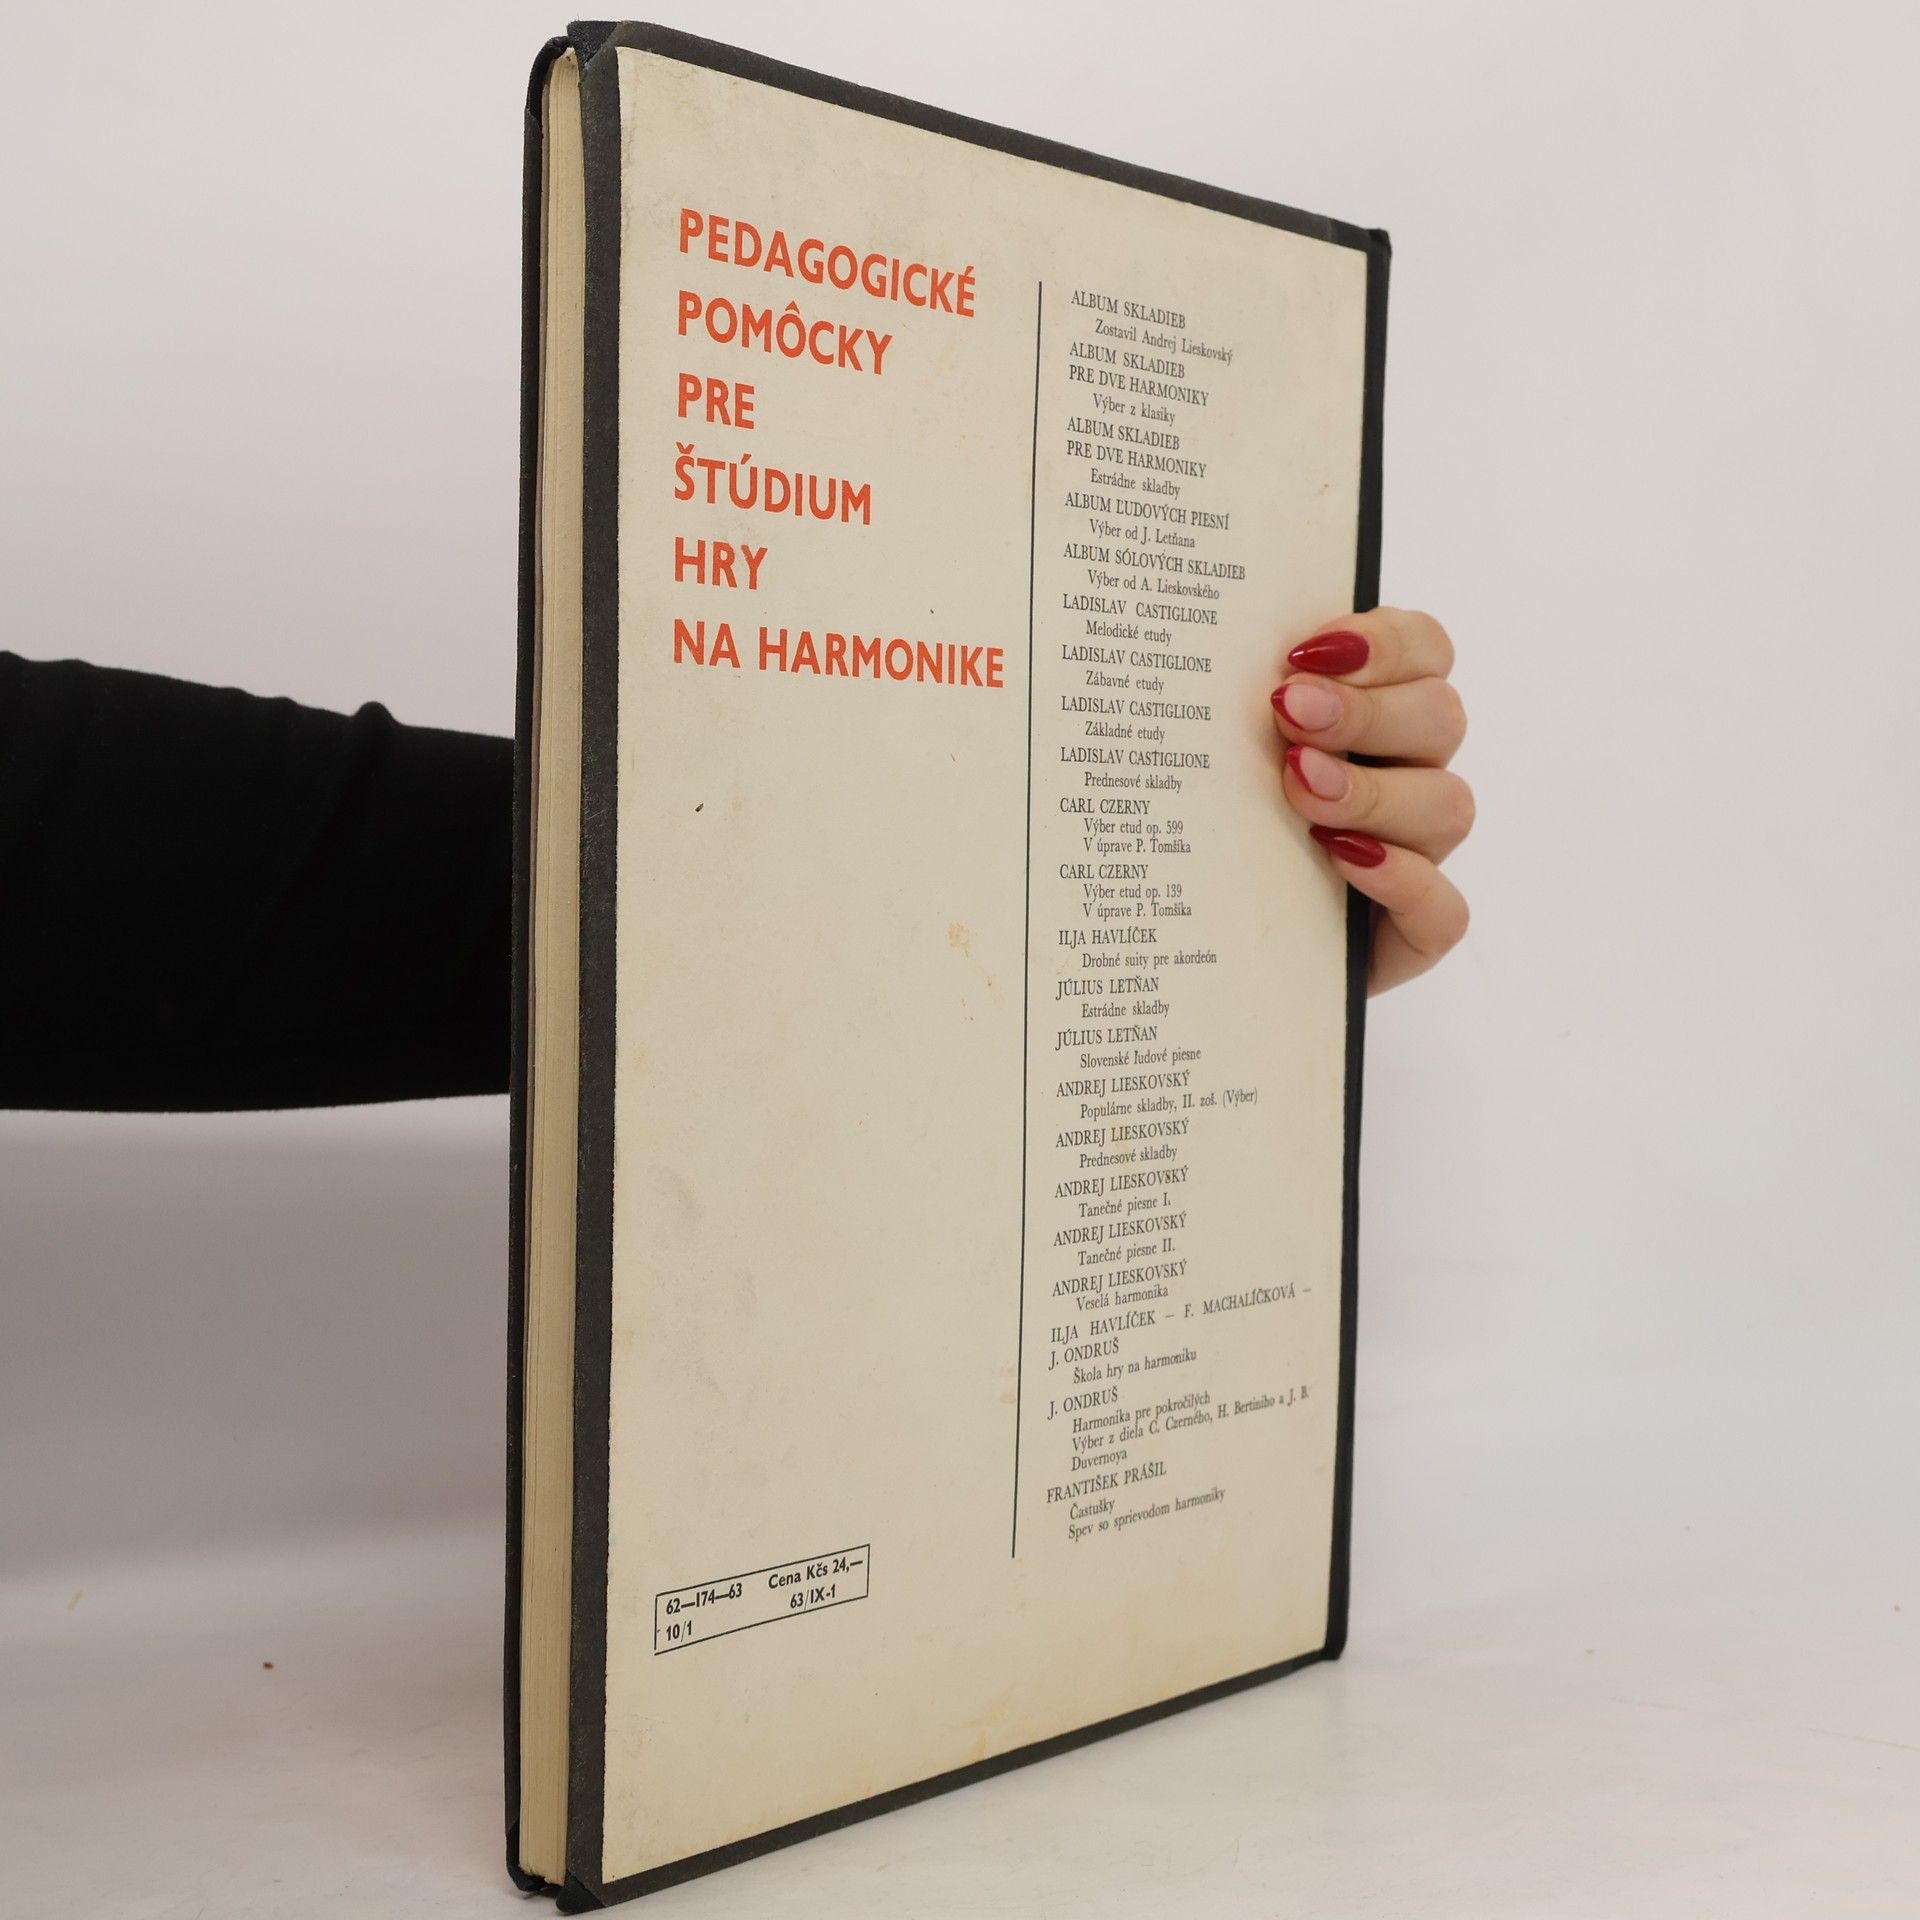 PEDAGOGICKÉ
POMÔCKY
PRE
ŠTÚDIUM
HRY
NA HARMONIKE
ALBUM SKLADIEB
Zostavil Andrej Lieskovský
ALBUM SKLADIEB
PRE DVE HARMONIKY
Výber z klasiky
ALBUM SKLADIEB
PRE DVE HARMONIKY
Estrádne skladby
ALBUM ĽUDOVÝCH PIESNÍ
Výber od J. Letňana
ALBUM SÓLOVÝCH SKLADIEB
Výber od A. Lieskovského
LADISLAV CASTIGLIONE
Melodické etudy
LADISLAV CASTIGLIONE
Zábavné etudy
LADISLAV CASTIGLIONE
Základné etudy
LADISLAV CASTIGLIONE
Prednesové skladby
CARL CZERNY
Výber etud op. 599
V úprave P. Tomšíka
CARL CZERNY
Výber etud op. 139
V úprave P. Tomšíka
ILJA HAVLÍČEK
Drobné suity pre akordeón
JÚLIUS LETŇAN
Estrádne skladby
JÚLIUS LETŇAN
Slovenské ľudové piesne
ANDREJ LIESKOVSKÝ
Populárne skladby, II. zoš. (Výber)
ANDREJ LIESKOVSKÝ
Prednesové skladby
ANDREJ LIESKOVSKÝ
Tanečné piesne I.
ANDREJ LIESKOVSKÝ
Tanečné piesne II.
ANDREJ LIESKOVSKÝ
Veselá harmonika
ILJA HAVLÍČEK – F. MACHALÍČKOVÁ –
J. ONDRUŠ
Škola hry na harmoniku
J. ONDRUŠ
Harmonika pre pokročilých
Výber z diela C. Czerného, H. Bertiniho a J. B.
Duvernoya
FRANTIŠEK PRÁŠIL
Častušky
Spev so sprievodom harmoniky
62—174—63 Cena Kčs 24,—
10/1 63/IX-1